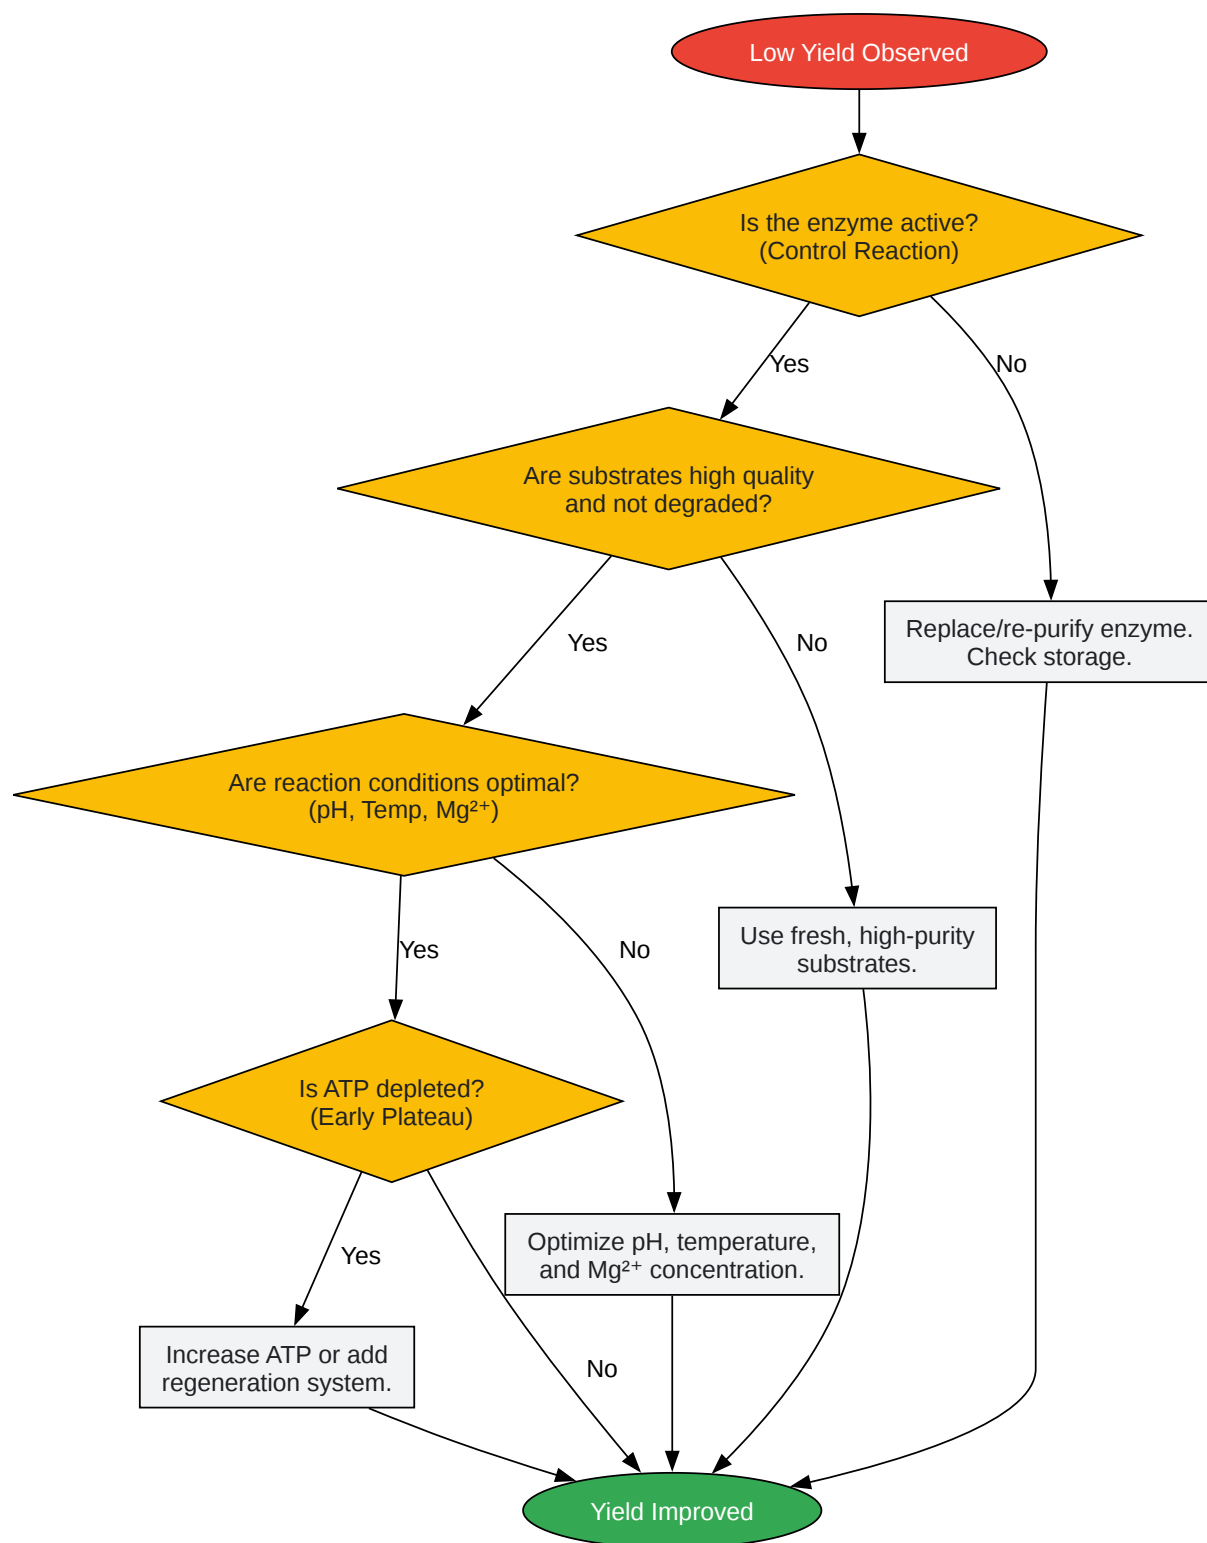 Low Yield Observed
Is the enzyme active?
(Control Reaction)
Yes
No
Are substrates high quality
and not degraded?
Yes
No
Replace/re-purify enzyme.
Check storage.
Are reaction conditions optimal?
(pH, Temp, Mg²⁺)
Yes
No
Use fresh, high-purity
substrates.
Is ATP depleted?
(Early Plateau)
Yes
No
Optimize pH, temperature,
and Mg²⁺ concentration.
Increase ATP or add
regeneration system.
Yield Improved